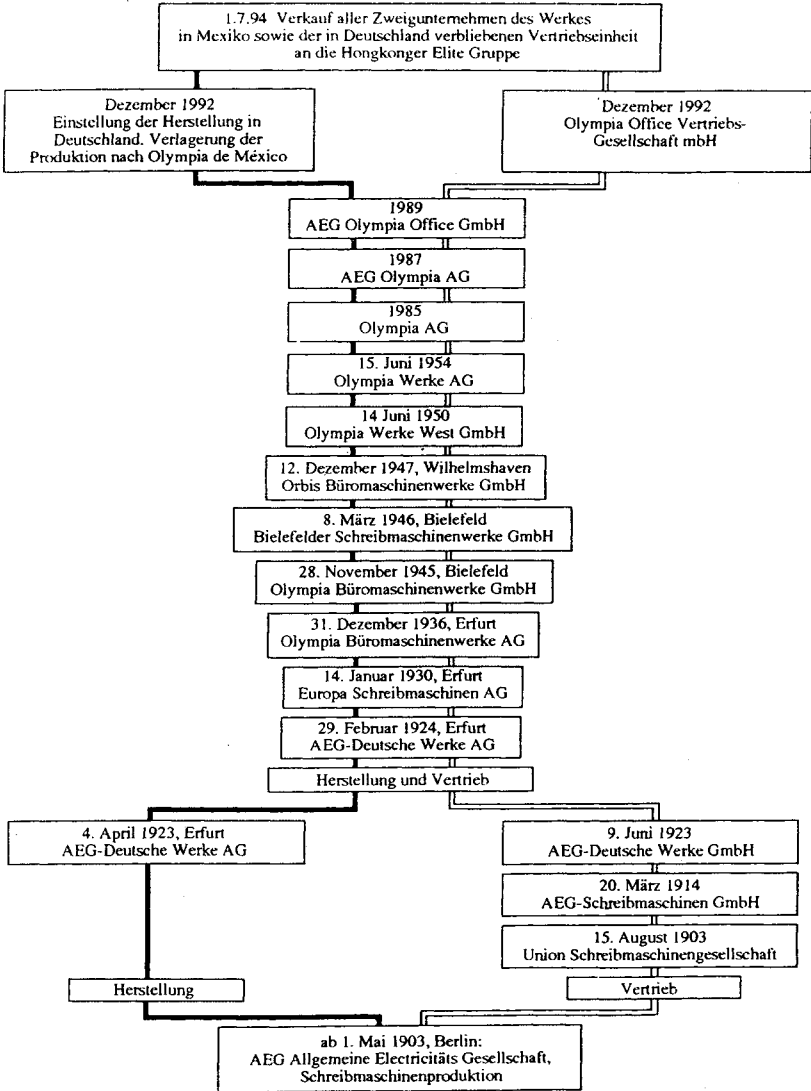 1.7.94 Verkauf aller Zweigunternehmen des Werkes
in Mexiko sowie der in Deutschland verbliebenen Vertriebseinheit
an die Hongkonger Elite Gruppe
Dezember 1992
Einstellung der Herstellung in
Deutschland. Verlagerung der
Produktion nach Olympia de México
Dezember 1992
Olympia Office Vertriebs-
Gesellschaft mbH
1989
AEG Olympia Office GmbH
1987
AEG Olympia AG
1985
Olympia AG
15. Juni 1954
Olympia Werke AG
14 Juni 1950
Olympia Werke West GmbH
12. Dezember 1947, Wilhelmshaven
Orbis Büromaschinenwerke GmbH
8. März 1946, Bielefeld
Bielefelder Schreibmaschinenwerke GmbH
28. November 1945, Bielefeld
Olympia Büromaschinenwerke GmbH
31. Dezember 1936, Erfurt
Olympia Büromaschinenwerke AG
14. Januar 1930, Erfurt
Europa Schreibmaschinen AG
29. Februar 1924, Erfurt
AEG-Deutsche Werke AG
Herstellung und Vertrieb
4. April 1923, Erfurt
AEG-Deutsche Werke AG
9. Juni 1923
AEG-Deutsche Werke GmbH
20. März 1914
AEG-Schreibmaschinen GmbH
15. August 1903
Union Schreibmaschinengesellschaft
Herstellung
Vertrieb
ab 1. Mai 1903, Berlin:
AEG Allgemeine Electricitäts Gesellschaft,
Schreibmaschinenproduktion